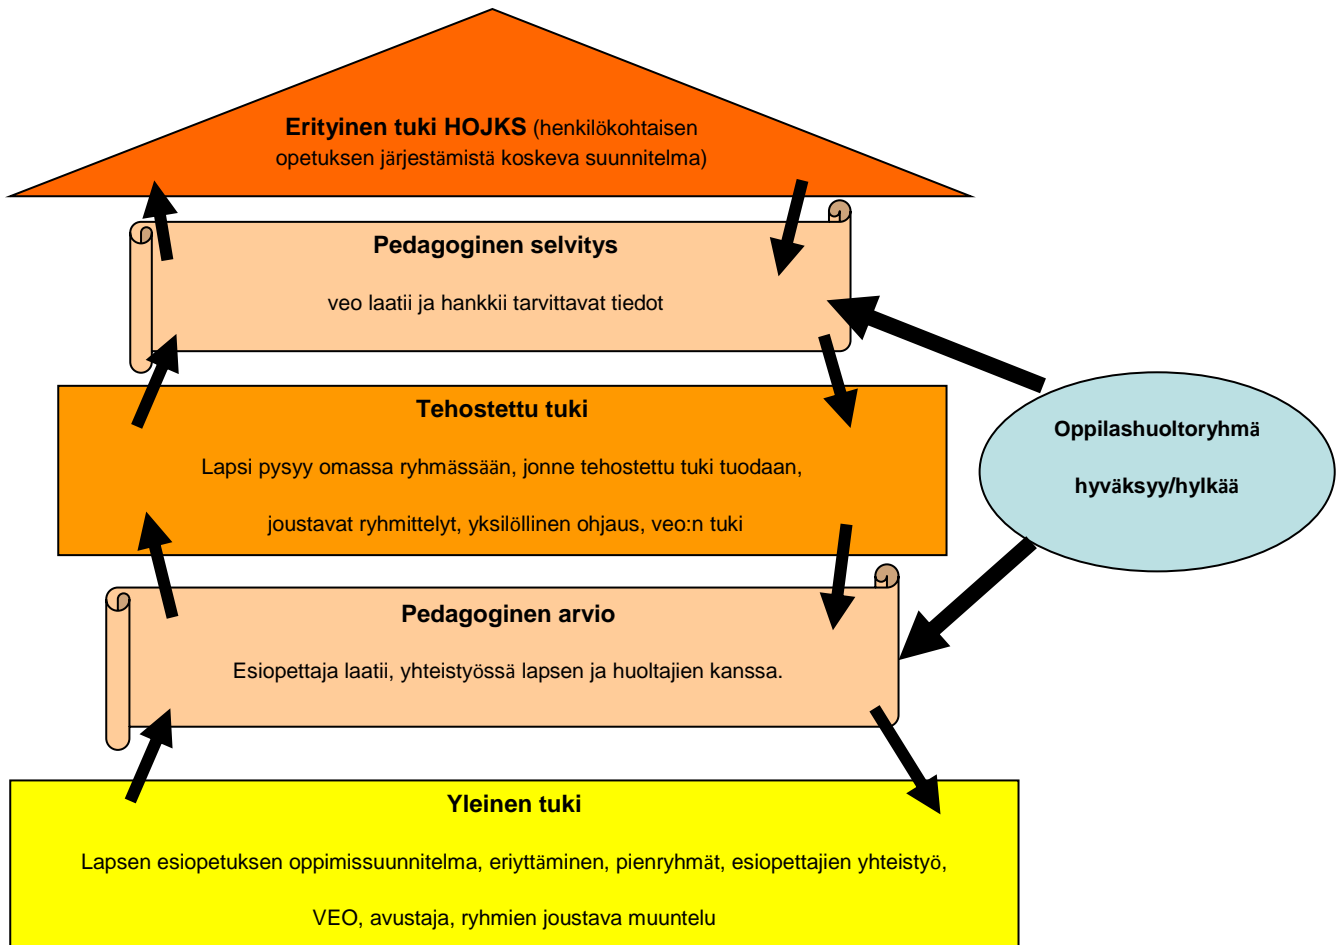 Erityinen tuki HOJKS (henkilökohtaisen
opetuksen järjestämistä koskeva suunnitelma)
Pedagoginen selvitys
veo laatii ja hankkii tarvittavat tiedot
Tehostettu tuki
Lapsi pysyy omassa ryhmässään, jonne tehostettu tuki tuodaan,
joustavat ryhmittelyt, yksilöllinen ohjaus, veo:n tuki
Oppilashuoltoryhmä
hyväksyy/hylkää
Pedagoginen arvio
Esiopettaja laatii, yhteistyössä lapsen ja huoltajien kanssa.
Yleinen tuki
Lapsen esiopetuksen oppimissuunnitelma, eriyttäminen, pienryhmät, esiopettajien yhteistyö,
VEO, avustaja, ryhmien joustava muuntelu